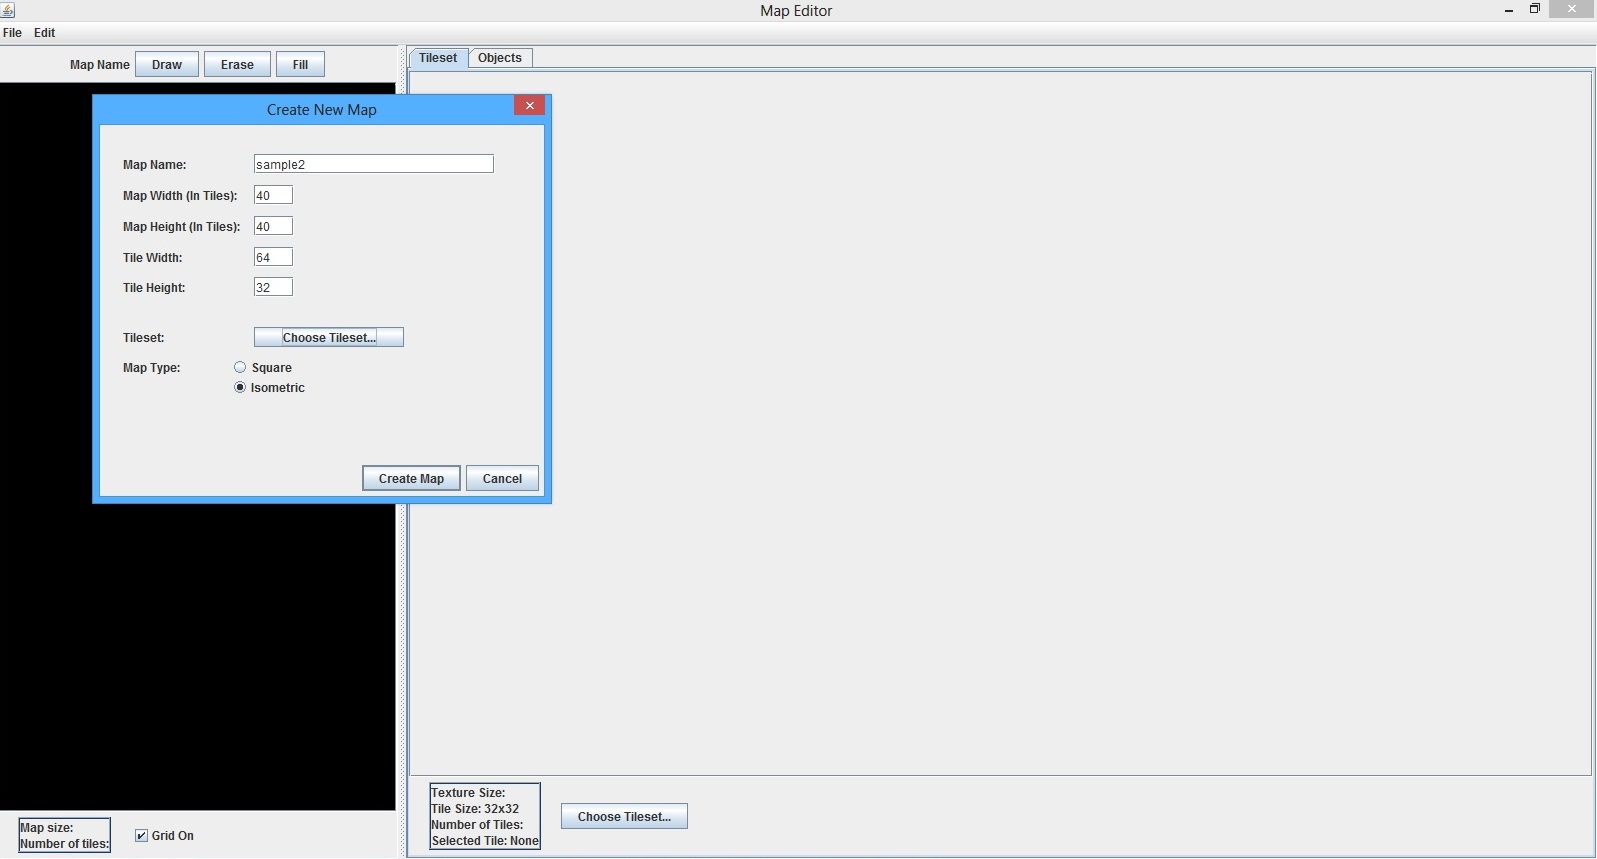 Map Editor
File Edit
Map Name Draw Erase Fill
Tileset Objects
Create New Map
Map Name: sample2
Map Width (In Tiles): 40
Map Height (In Tiles): 40
Tile Width: 64
Tile Height: 32
Tileset: Choose Tileset...
Map Type: Square
Isometric
Create Map Cancel
Texture Size:
Tile Size: 32x32
Number of Tiles:
Selected Tile: None
Choose Tileset...
Map size:
Number of tiles:
Grid On